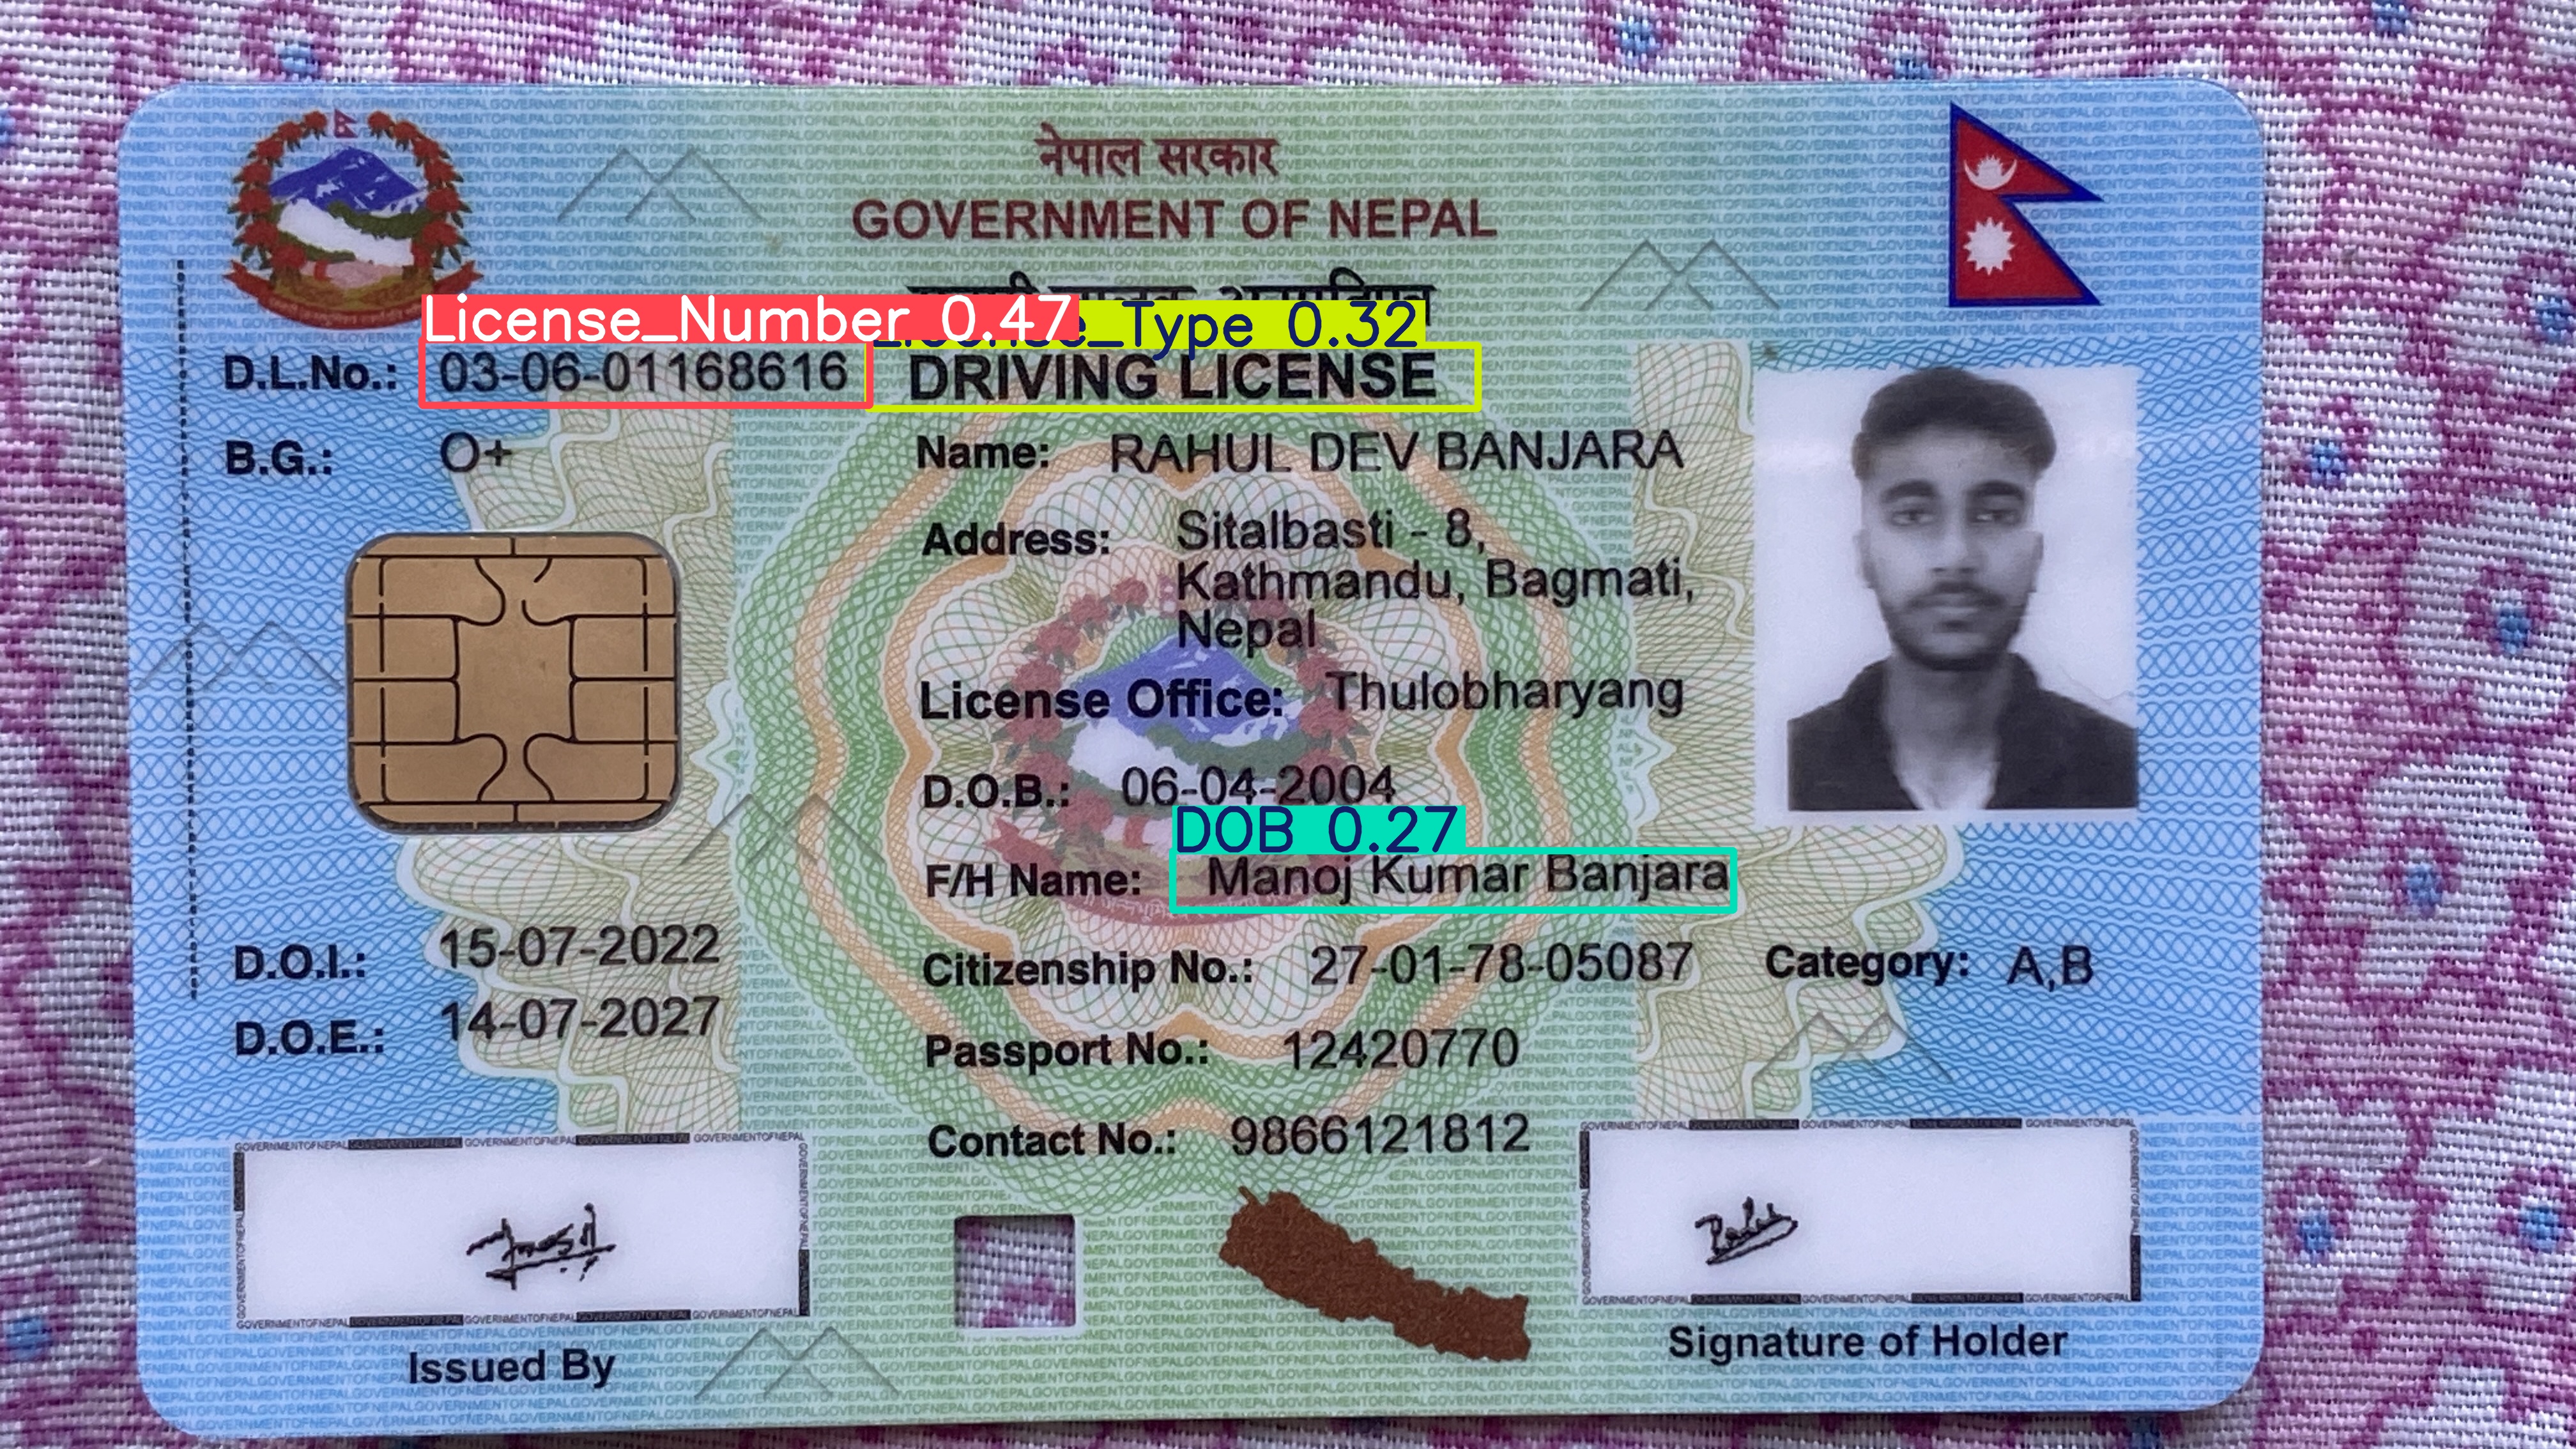 नेपाल सरकार
GOVERNMENT OF NEPAL
License_Number 0.47
_Type 0.32
D.L.No.: 03-06-01168616
DRIVING LICENSE
B.G.: O+
Name: RAHUL DEV BANJARA
Address: Sitalbasti - 8,
Kathmandu, Bagmati,
Nepal
License Office: Thulobharyang
D.O.B.: 06-04-2004
DOB 0.27
F/H Name: Manoj Kumar Banjara
D.O.I.: 15-07-2022
Citizenship No.: 27-01-78-05087
Category: A,B
D.O.E.: 14-07-2027
Passport No.: 12420770
Contact No.: 9866121812
Issued By
Signature of Holder